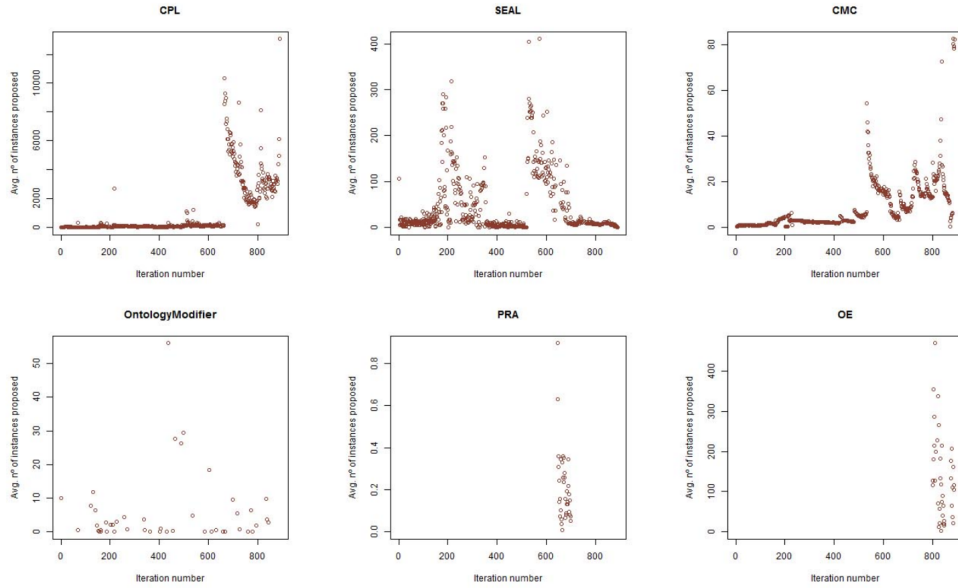 CPL
SEAL
CMC
Avg. nº of instances proposed
0 2000 6000 10000
0 200 400 600 800
Iteration number
Avg. nº of instances proposed
0 100 200 300 400
0 200 400 600 800
Iteration number
Avg. nº of instances proposed
0 20 40 60 80
0 200 400 600 800
Iteration number
OntologyModifier
PRA
OE
Avg. nº of instances proposed
0 10 20 30 40 50
0 200 400 600 800
Iteration number
Avg. nº of instances proposed
0.0 0.2 0.4 0.6 0.8
0 200 400 600 800
Iteration number
Avg. nº of instances proposed
0 100 200 300 400
0 200 400 600 800
Iteration number